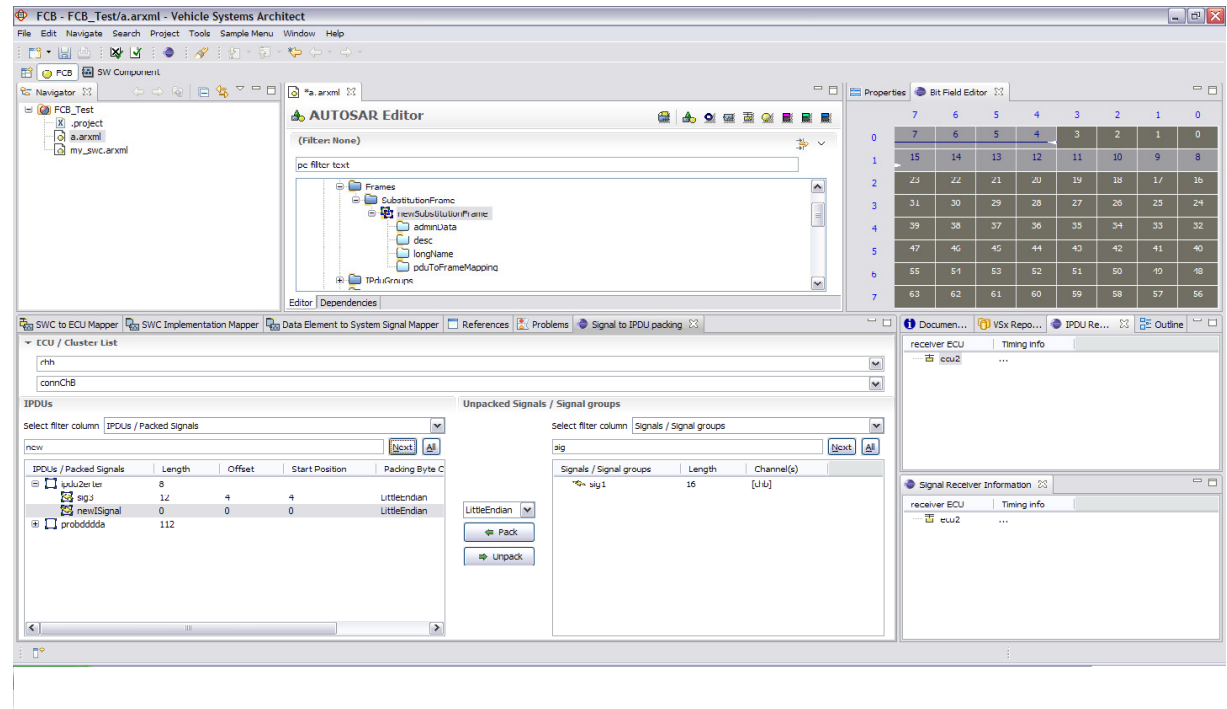 FCB - FCB_Test/a.arxml - Vehicle Systems Architect
File Edit Navigate Search Project Tools Sample Menu Window Help
FCB SW Component
Navigator
FCB_Test
.project
a.arxml
my_swc.arxml
*a.arxml
AUTOSAR Editor
(Filter: None)
pe filter text
Frames
SubstitutionFrame
newSubstitutionFrame
adminData
desc
longName
pduToFrameMapping
IPduGroups
Editor Dependencies
Properties Bit Field Editor
7 6 5 4 3 2 1 0
0 7 6 5 4 3 2 1 0
1 15 14 13 12 11 10 9 8
2 23 22 21 20 19 18 17 16
3 31 30 29 28 27 26 25 24
4 39 38 37 36 35 34 33 32
5 47 46 45 44 43 42 41 40
6 55 54 53 52 51 50 49 48
7 63 62 61 60 59 58 57 56
SWC to ECU Mapper SWC Implementation Mapper Data Element to System Signal Mapper References Problems Signal to IPDU packing
ECU / Cluster List
chb
connChB
IPDUs
Select filter column IPDUs / Packed Signals
new Next All
IPDUs / Packed Signals Length Offset Start Position Packing Byte C
ipdu2erter 8
sig3 12 4 4 LittleEndian
newISignal 0 0 0 LittleEndian
probdddda 112
LittleEndian
Pack
Unpack
Unpacked Signals / Signal groups
Select filter column Signals / Signal groups
sig Next All
Signals / Signal groups Length Channel(s)
sig1 16 [chb]
Documen... VSx Repo... IPDU Re... Outline
receiver ECU Timing info
ecu2 ...
Signal Receiver Information
receiver ECU Timing info
ecu2 ...